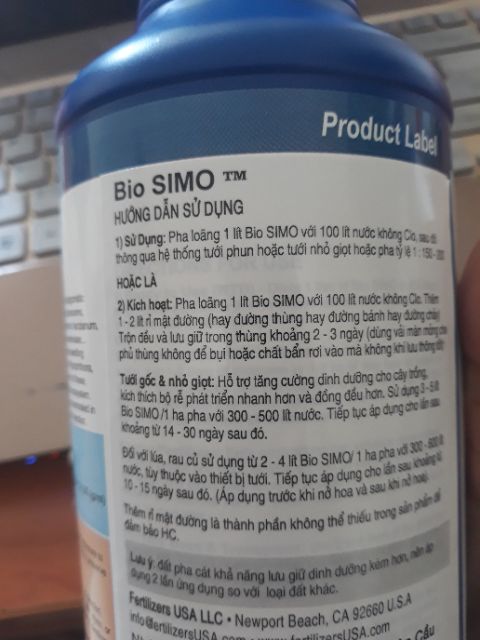 Product Label
Bio SIMO ™
HƯỚNG DẪN SỬ DỤNG
1) Sử Dụng: Pha loãng 1 lít Bio SIMO với 100 lít nước không Clo, sau đó
thông qua hệ thống tưới phun hoặc tưới nhỏ giọt hoặc pha tỷ lệ 1 : 150 -
HOẶC LÀ
2) Kích hoạt: Pha loãng 1 lít Bio SIMO với 100 lít nước không Clo. Thêm
1 - 2 lít rỉ mật đường (hay đường thùng hay đường bánh hay đường chảy)
Trộn đều và lưu giữ trong thùng khoảng 2 - 3 ngày (dùng vải màn mỏng che
phủ thùng không để bụi hoặc chất bẩn rơi vào mà không khí lưu thông tốt)
Tưới gốc & nhỏ giọt: Hỗ trợ tăng cường dinh dưỡng cho cây trồng,
kích thích bộ rễ phát triển nhanh hơn và đồng đều hơn. Sử dụng 3 - 5 lít
Bio SIMO /1 ha pha với 300 - 500 lít nước. Tiếp tục áp dụng cho lần sau
khoảng từ 14 - 30 ngày sau đó.
Đối với lúa, rau củ sử dụng từ 2 - 4 lít Bio SIMO/ 1 ha pha với 300 - 600 lít
nước, tùy thuộc vào thiết bị tưới. Tiếp tục áp dụng cho lần sau khoảng từ
10 - 15 ngày sau đó. (Áp dụng trước khi nở hoa và sau khi nở hoa).
Thêm rỉ mật đường là thành phần không thể thiếu trong sản phẩm để
đảm bảo HC.
Lưu ý: đất pha cát khả năng lưu giữ dinh dưỡng kém hơn, nên áp
dụng 2 lần ứng dụng so với loại đất khác.
Fertilizers USA LLC • Newport Beach, CA 92660 U.S.A
info@fertilizersUSA.com • www.fertilizersUSA.com
Cầu